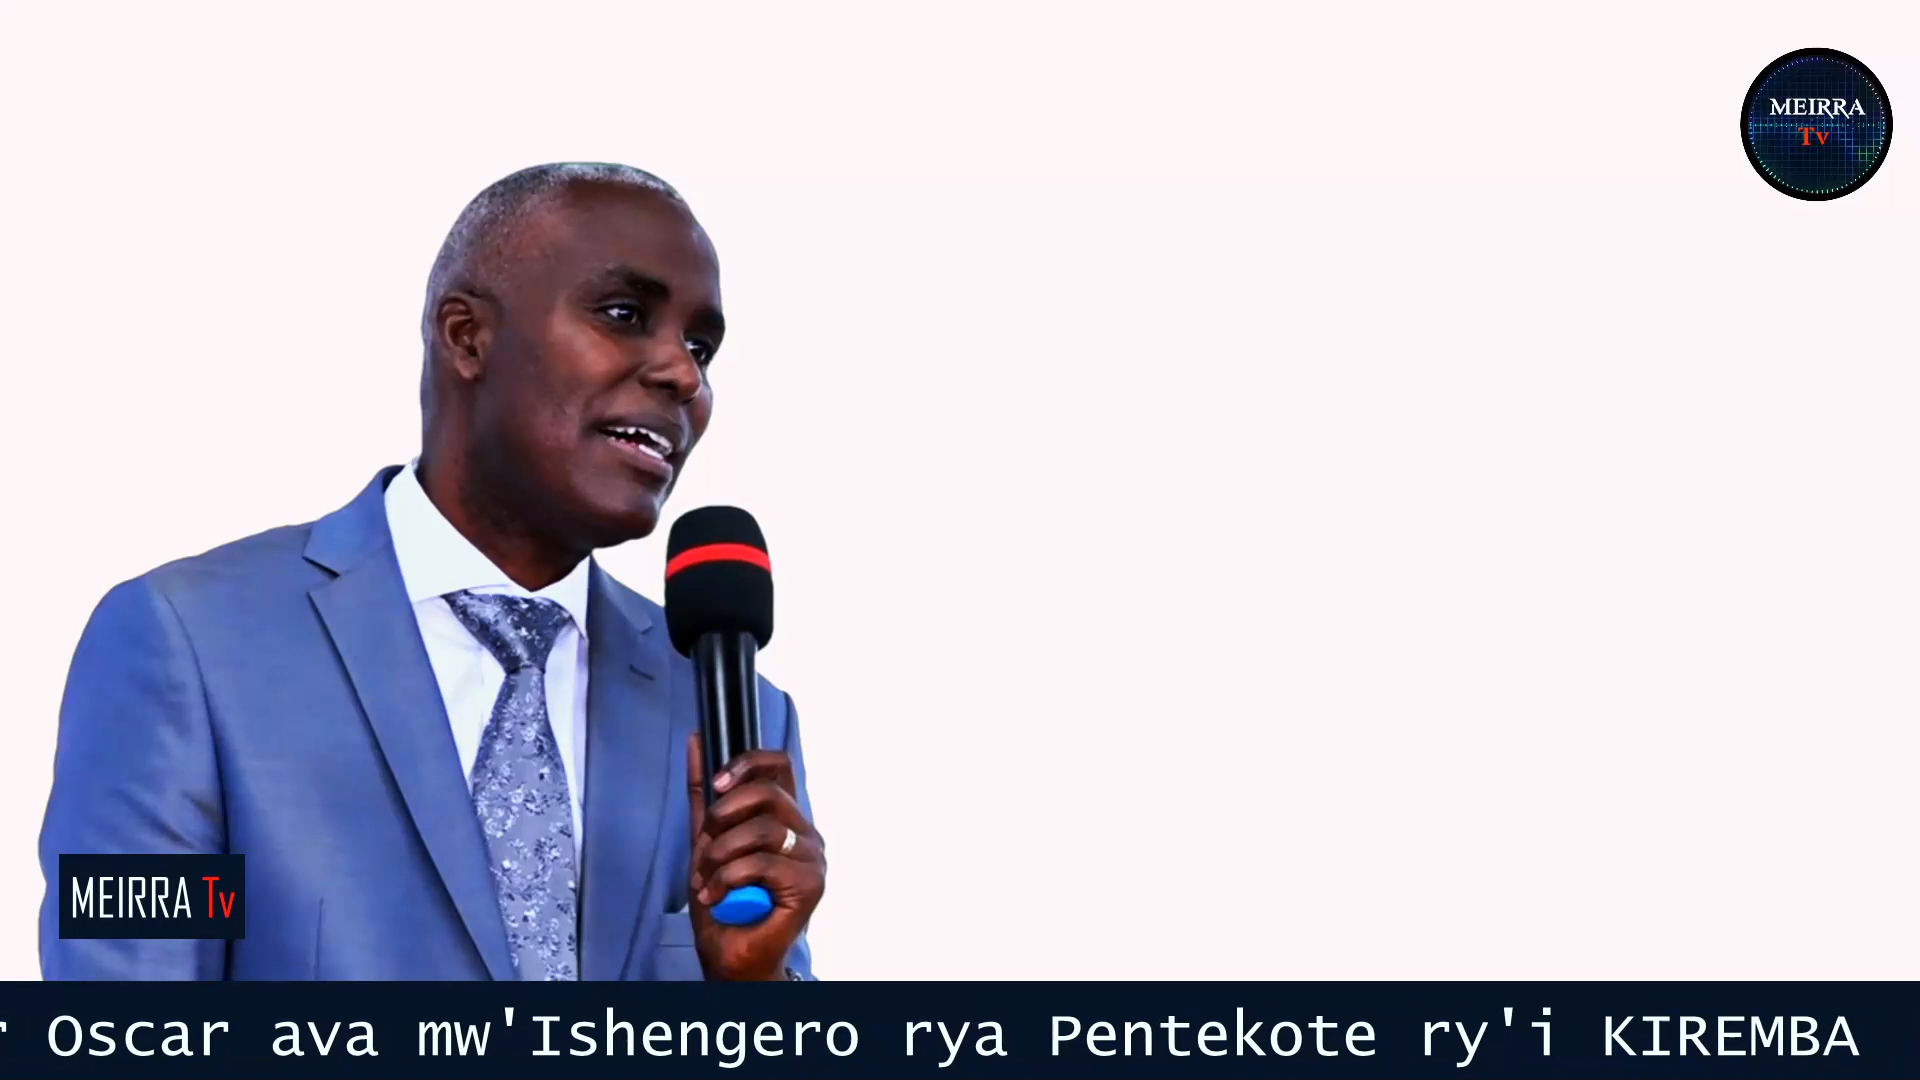 MEIRRA
Tv
MEIRRA Tv
Oscar ava mw'Ishengero rya Pentekote ry'i KIREMBA